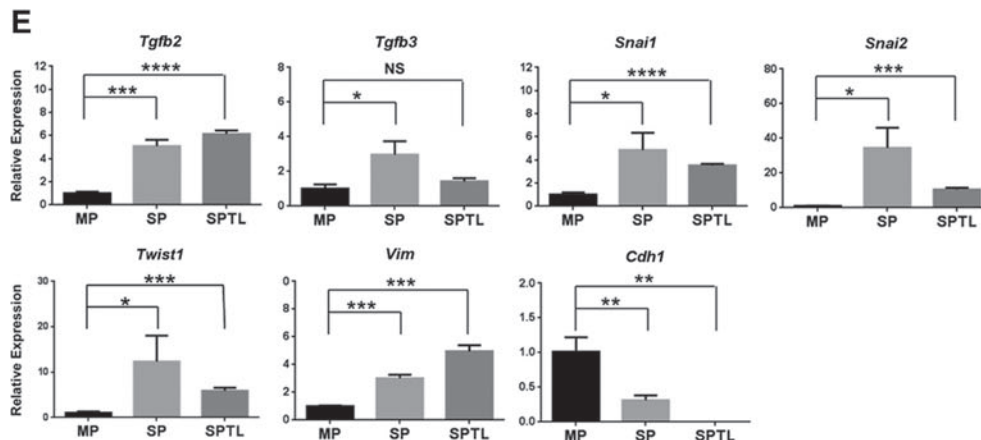 E
Tgfb2
Relative Expression
12
10
8
6
4
2
0
****
***
MP SP SPTL
Tgfb3
8
6
4
2
0
NS
*
MP SP SPTL
Snai1
12
10
8
6
4
2
0
****
*
MP SP SPTL
Snai2
80
60
40
20
0
***
*
MP SP SPTL
Twist1
Relative Expression
30
20
10
0
***
*
MP SP SPTL
Vim
0
8
6
4
2
0
***
***
MP SP SPTL
Cdh1
2.0
1.5
1.0
0.5
0.0
**
**
MP SP SPTL